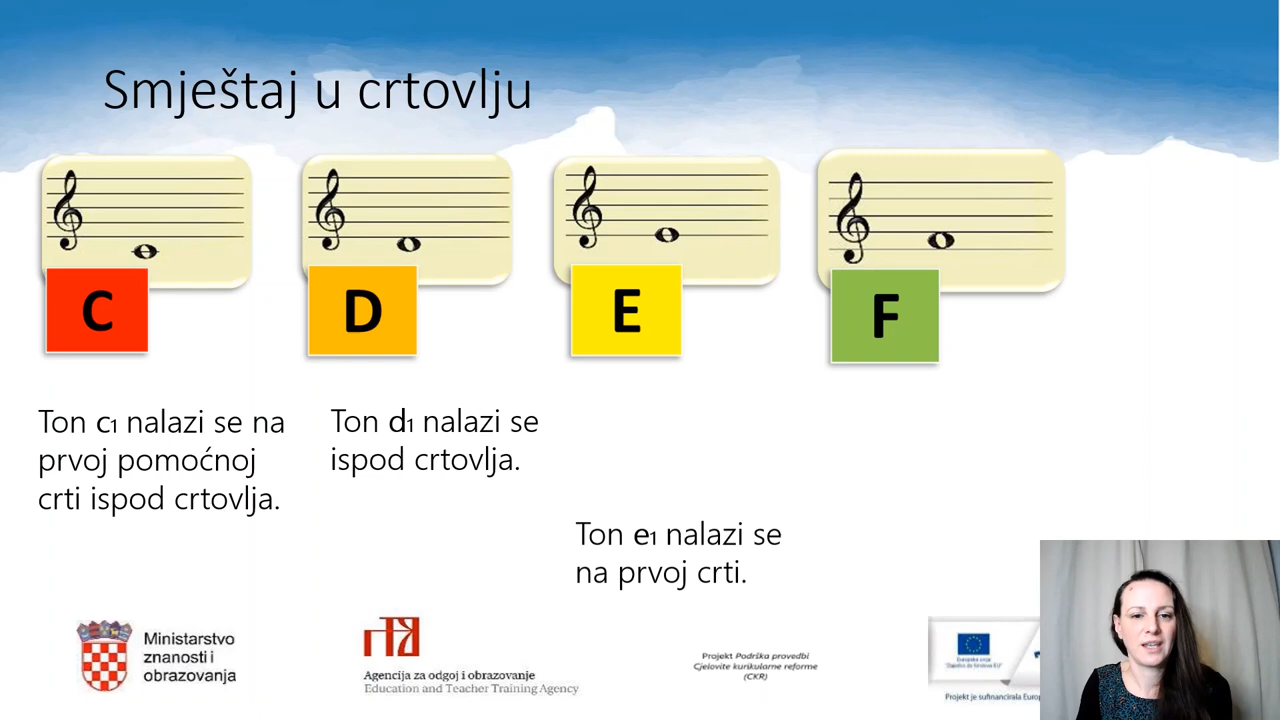 Smještaj u crtovlju
C
D
E
F
Ton c1 nalazi se na
prvoj pomoćnoj
crti ispod crtovlja.
Ton d1 nalazi se
ispod crtovlja.
Ton e1 nalazi se
na prvoj crti.
Ministarstvo
znanosti i
obrazovanja
Agencija za odgoj i obrazovanje
Education and Teacher Training Agency
Projekt Podrška provedbi
Cjelovite kurikularne reforme
(CKR)
Europska unija
Projekt je sufinancirala